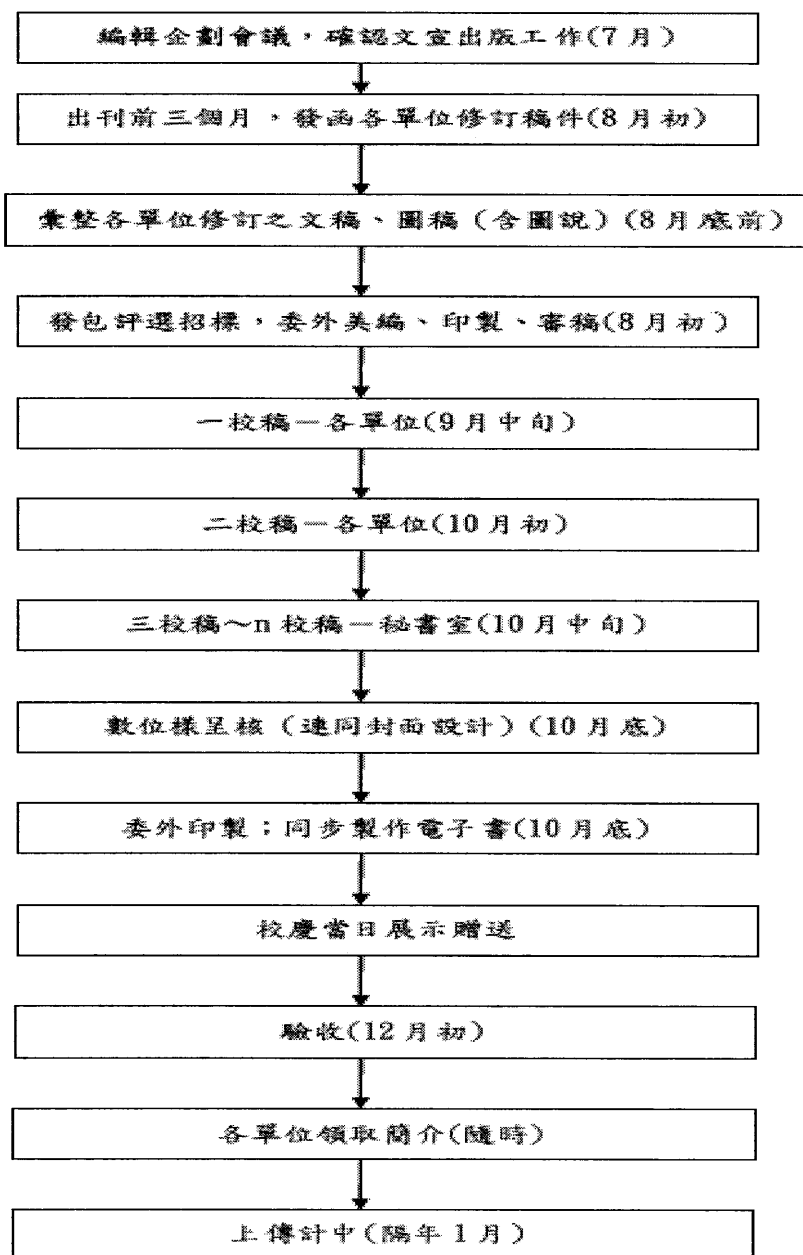 編輯企劃會議，確認文宣出版工作(7月)
出刊前三個月，發函各單位修訂稿件(8月初)
彙整各單位修訂之文稿、圖稿（含圖說）(8月底前)
發包評選招標，委外美編、印製、審稿(8月初)
一校稿－各單位(9月中旬)
二校稿－各單位(10月初)
三校稿～n校稿－秘書室(10月中旬)
數位樣呈核（連同封面設計）(10月底)
委外印製；同步製作電子書(10月底)
校慶當日展示贈送
驗收(12月初)
各單位領取簡介(隨時)
上傳計中(隔年1月)